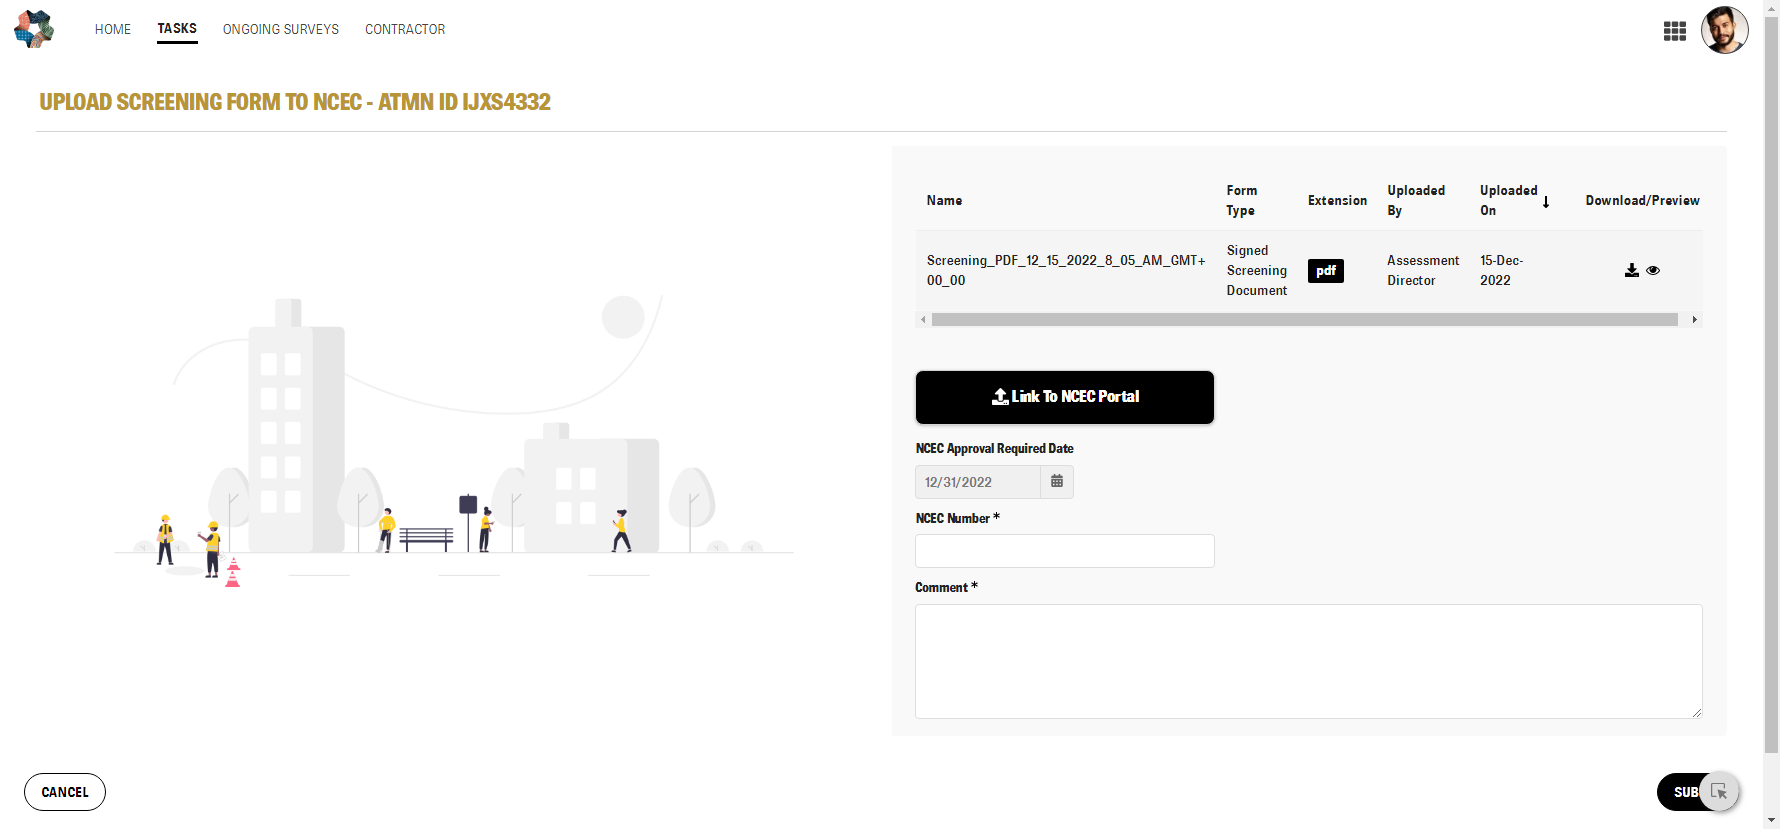 HOME TASKS ONGOING SURVEYS CONTRACTOR
UPLOAD SCREENING FORM TO NCEC - ATMN ID IJXS4332
Name Form Type Extension Uploaded By Uploaded On Download/Preview
Screening_PDF_12_15_2022_8_05_AM_GMT+
00_00
Signed
Screening
Document
pdf
Assessment
Director
15-Dec-
2022
Link To NCEC Portal
NCEC Approval Required Date
12/31/2022
NCEC Number *
Comment *
CANCEL
SUB